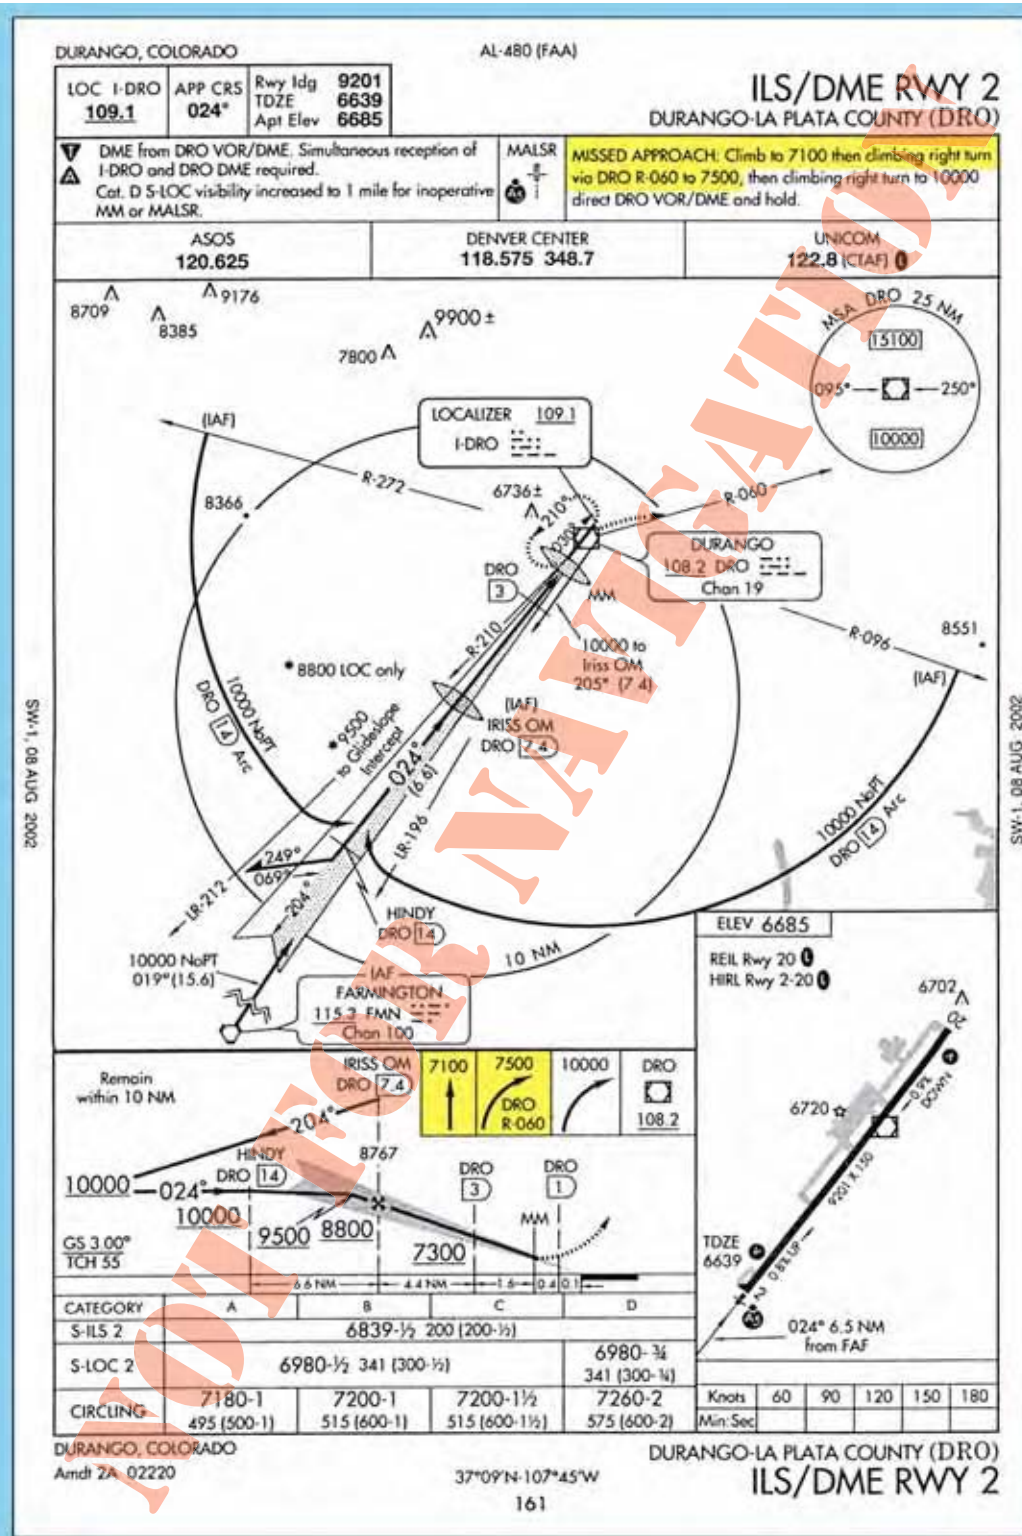 DURANGO, COLORADO
AL-480 (FAA)
LOC I-DRO
109.1
APP CRS
024°
Rwy ldg 9201
TDZE 6639
Apt Elev 6685
ILS/DME RWY 2
DURANGO-LA PLATA COUNTY (DRO)
T
A
DME from DRO VOR/DME. Simultaneous reception of
I-DRO and DRO DME required.
Cat. D S-LOC visibility increased to 1 mile for inoperative
MM or MALSR.
MALSR
MISSED APPROACH: Climb to 7100 then climbing right turn
via DRO R-060 to 7500, then climbing right turn to 10000
direct DRO VOR/DME and hold.
ASOS
120.625
DENVER CENTER
118.575 348.7
UNICOM
122.8 (CTAF) L
8709
8385
9176
7800
9900 ±
MSA DRO 25 NM
15100
095°
250°
10000
(IAF)
LOCALIZER 109.1
I-DRO
R-272
8366
6736±
210°
030°
R-060
DURANGO
108.2 DRO
Chan 19
DRO
3
MM
R-210
10000 to
Iriss OM
205° (7.4)
R-096
8551
(IAF)
8800 LOC only
(IAF)
IRISS OM
DRO 7.4
10000 NoPT
DRO 14 Arc
9500
to Glideslope
Intercept
024°
(6.6)
LR-196
10000 NoPT
DRO 14 Arc
249°
069°
LR-212
204°
HINDY
DRO 14
10 NM
10000 NoPT
019° (15.6)
IAF
FARMINGTON
115.3 FMN
Chan 100
ELEV 6685
REIL Rwy 20 L
HIRL Rwy 2-20 L
6702
20
0.9%
DOWN
6720
9201 X 150
TDZE
6639
0.8% UP
2
024° 6.5 NM
from FAF
Remain
within 10 NM
IRISS OM
DRO 7.4
7100
7500
DRO
R-060
10000
DRO
108.2
204°
HINDY
DRO 14
8767
DRO
3
DRO
1
10000
024°
10000
MM
9500
8800
7300
GS 3.00°
TCH 55
6.6 NM
4.4 NM
1.6
0.4
0.1
CATEGORY A B C D
S-ILS 2 6839-½ 200 (200-½)
S-LOC 2 6980-½ 341 (300-½) 6980-¾
341 (300-¾)
CIRCLING 7180-1 7200-1 7200-1½ 7260-2
495 (500-1) 515 (600-1) 515 (600-1½) 575 (600-2)
Knots 60 90 120 150 180
Min:Sec
DURANGO, COLORADO
Amdt 2A 02220
37°09'N-107°45'W
161
DURANGO-LA PLATA COUNTY (DRO)
ILS/DME RWY 2
SW-1, 08 AUG 2002
SW-1, 08 AUG 2002
NOT FOR NAVIGATION